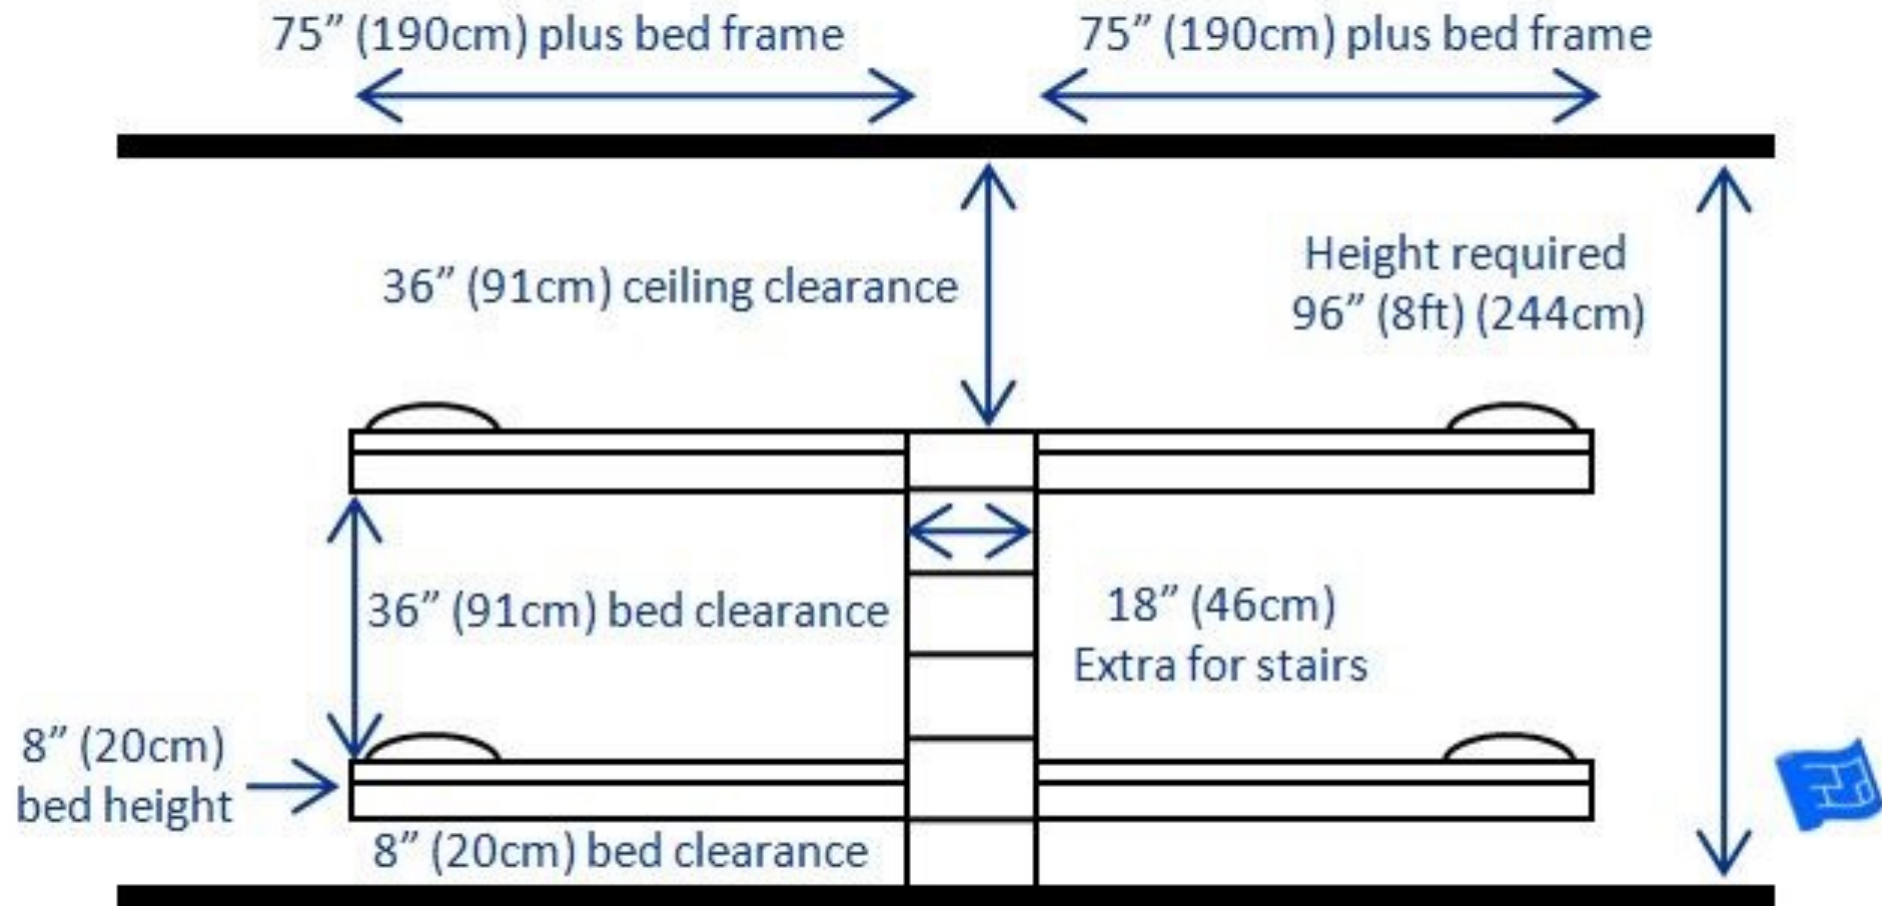 75” (190cm) plus bed frame
75” (190cm) plus bed frame
36” (91cm) ceiling clearance
Height required
96” (8ft) (244cm)
36” (91cm) bed clearance
18” (46cm)
Extra for stairs
8” (20cm)
bed height
8” (20cm) bed clearance